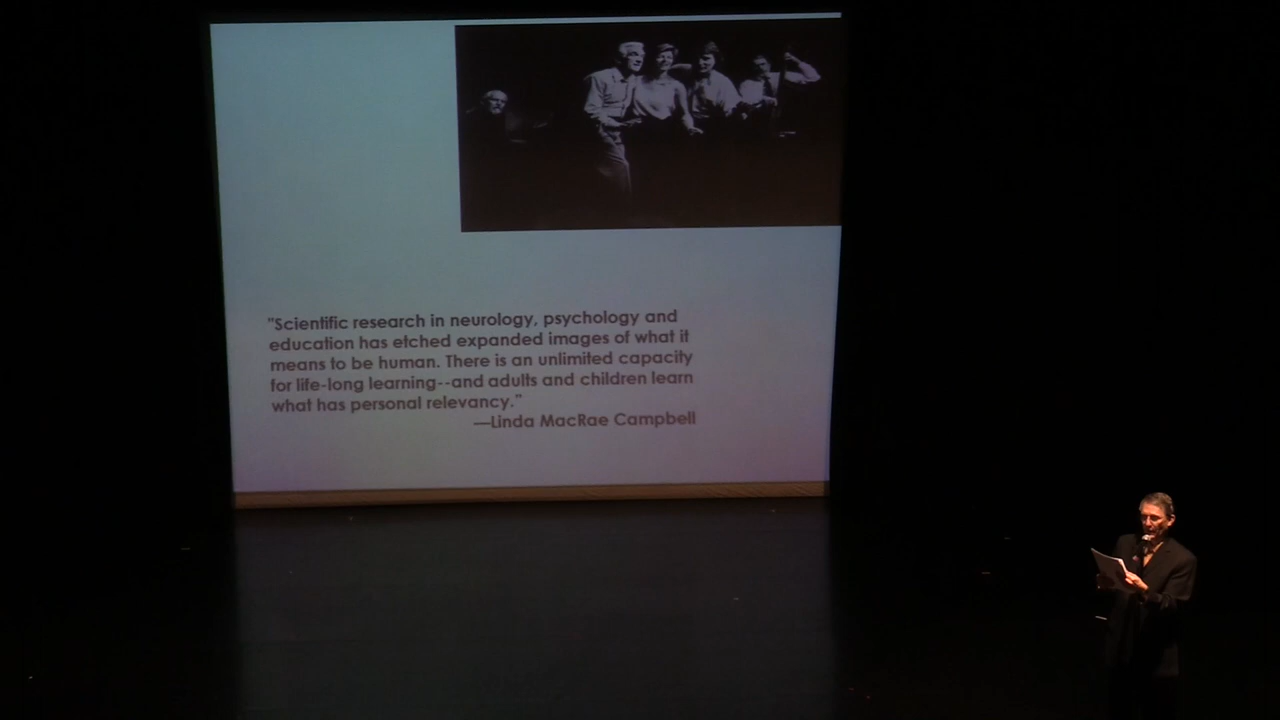 "Scientific research in neurology, psychology and
education has etched expanded images of what it
means to be human. There is an unlimited capacity
for life-long learning--and adults and children learn
what has personal relevancy."
—Linda MacRae Campbell